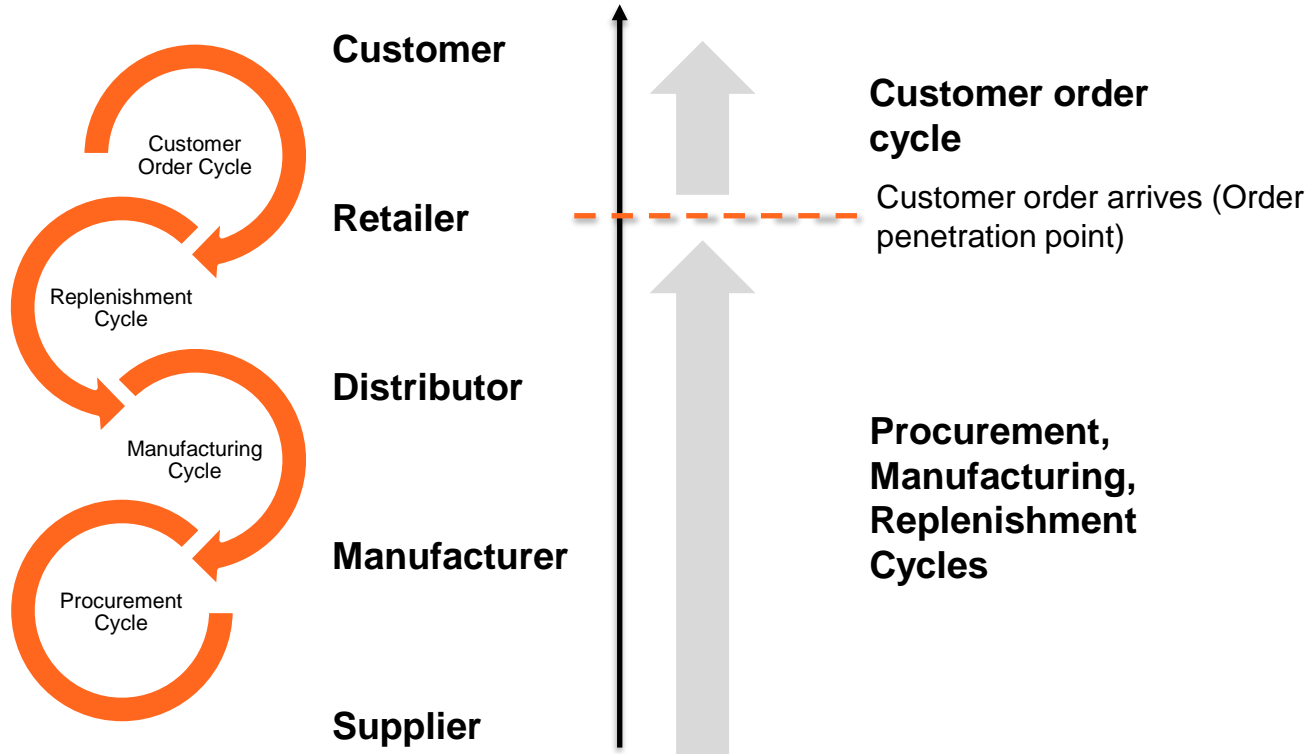 Customer
Customer
Order Cycle
Retailer
Replenishment
Cycle
Distributor
Manufacturing
Cycle
Manufacturer
Procurement
Cycle
Supplier
Customer order
cycle
Customer order arrives (Order
penetration point)
Procurement,
Manufacturing,
Replenishment
Cycles